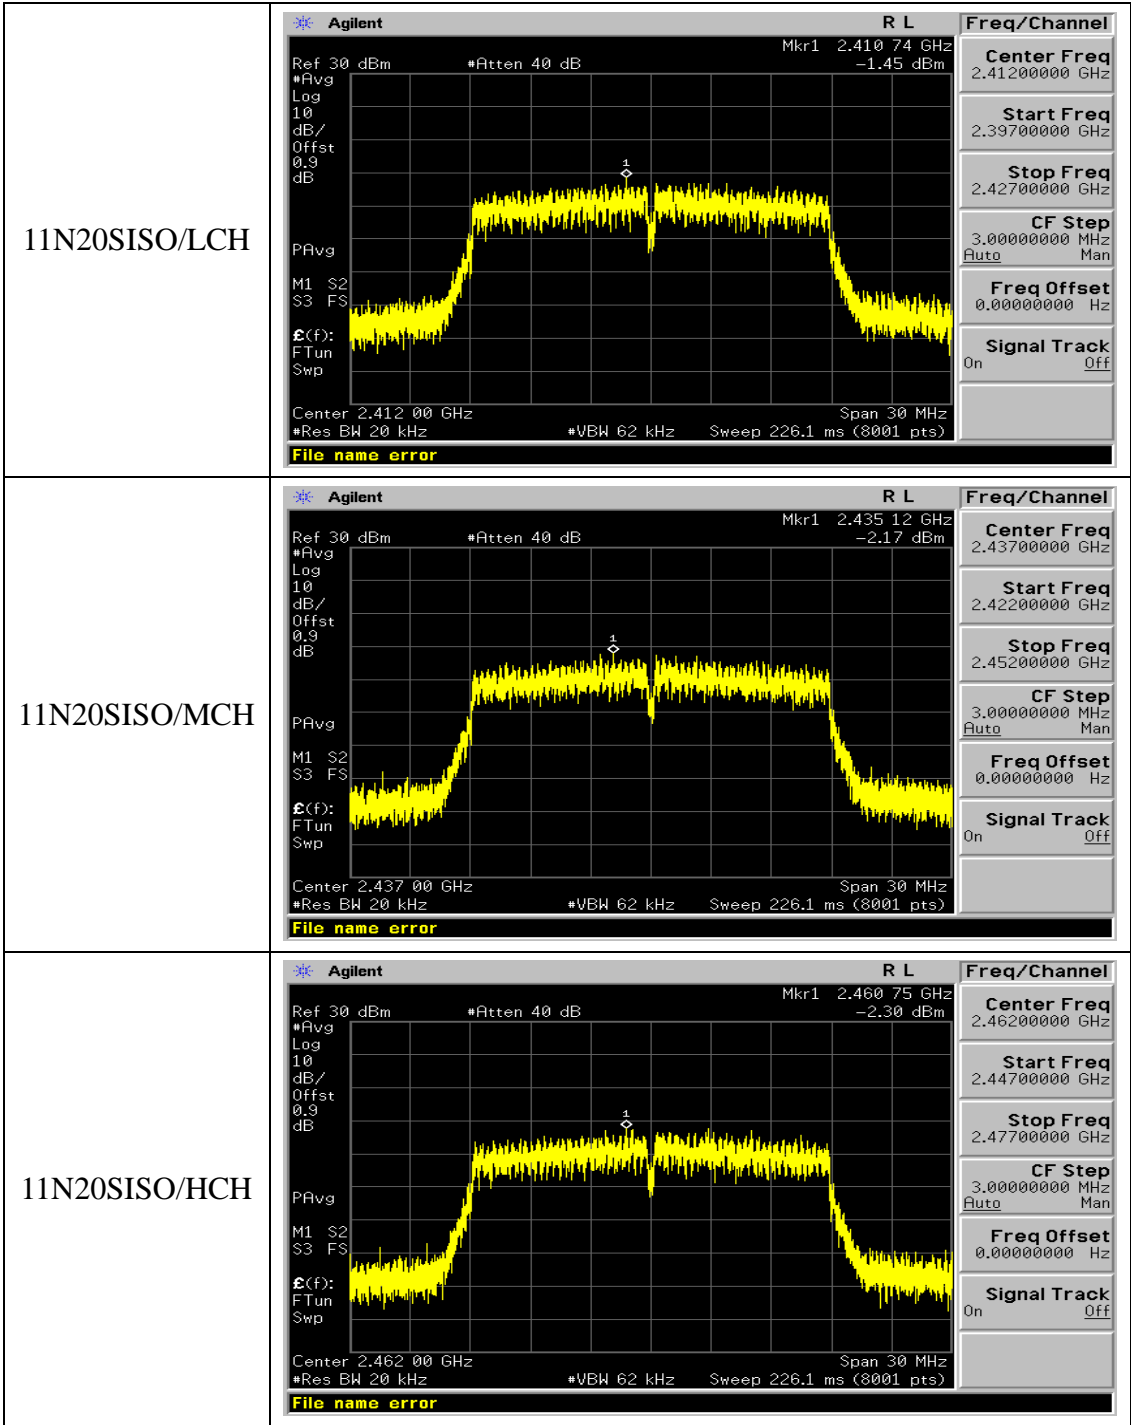 11N20SISO/LCH
Agilent R L Freq/Channel
Mkr1 2.410 74 GHz
Ref 30 dBm #Atten 40 dB −1.45 dBm
#Avg
Log
10
dB/
Offst
0.9
dB
1
PAvg
M1 S2
S3 FS
£(f):
FTun
Swp
Center 2.412 00 GHz Span 30 MHz
#Res BW 20 kHz #VBW 62 kHz Sweep 226.1 ms (8001 pts)
File name error
Center Freq
2.41200000 GHz
Start Freq
2.39700000 GHz
Stop Freq
2.42700000 GHz
CF Step
3.00000000 MHz
Auto Man
Freq Offset
0.00000000 Hz
Signal Track
On Off
11N20SISO/MCH
Agilent R L Freq/Channel
Mkr1 2.435 12 GHz
Ref 30 dBm #Atten 40 dB −2.17 dBm
#Avg
Log
10
dB/
Offst
0.9
dB
1
PAvg
M1 S2
S3 FS
£(f):
FTun
Swp
Center 2.437 00 GHz Span 30 MHz
#Res BW 20 kHz #VBW 62 kHz Sweep 226.1 ms (8001 pts)
File name error
Center Freq
2.43700000 GHz
Start Freq
2.42200000 GHz
Stop Freq
2.45200000 GHz
CF Step
3.00000000 MHz
Auto Man
Freq Offset
0.00000000 Hz
Signal Track
On Off
11N20SISO/HCH
Agilent R L Freq/Channel
Mkr1 2.460 75 GHz
Ref 30 dBm #Atten 40 dB −2.30 dBm
#Avg
Log
10
dB/
Offst
0.9
dB
1
PAvg
M1 S2
S3 FS
£(f):
FTun
Swp
Center 2.462 00 GHz Span 30 MHz
#Res BW 20 kHz #VBW 62 kHz Sweep 226.1 ms (8001 pts)
File name error
Center Freq
2.46200000 GHz
Start Freq
2.44700000 GHz
Stop Freq
2.47700000 GHz
CF Step
3.00000000 MHz
Auto Man
Freq Offset
0.00000000 Hz
Signal Track
On Off